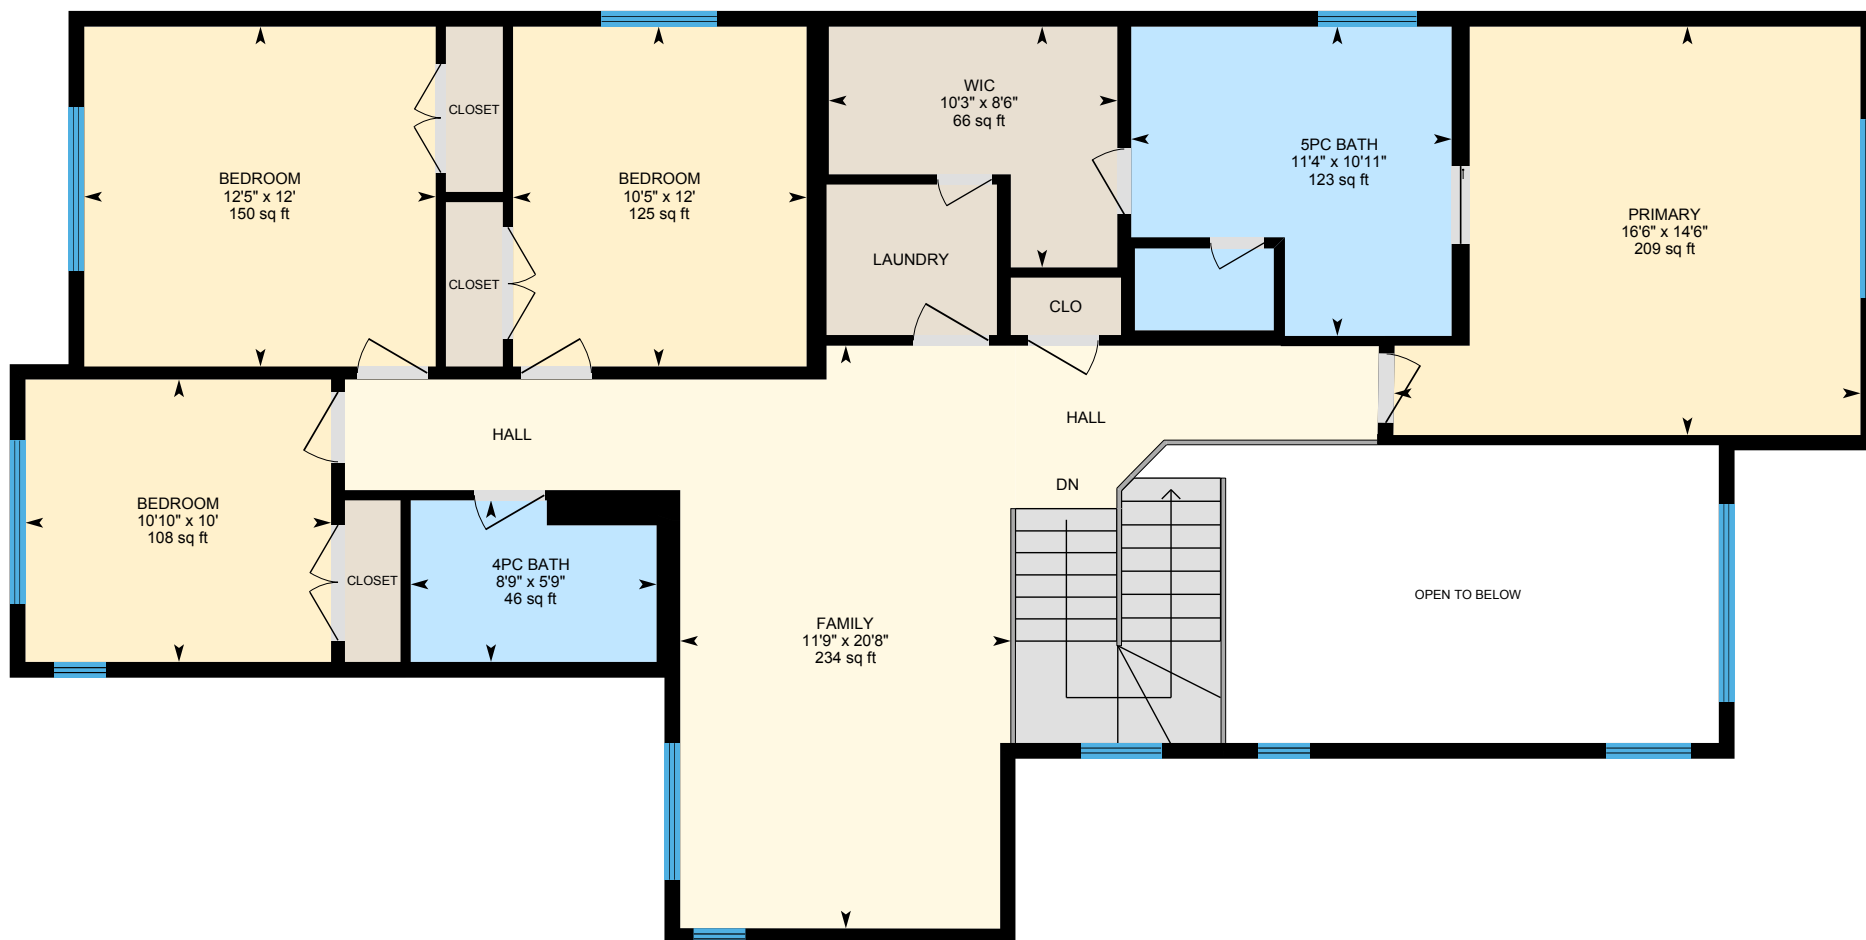 BEDROOM
12'5" x 12'
150 sq ft
CLOSET
CLOSET
BEDROOM
10'5" x 12'
125 sq ft
WIC
10'3" x 8'6"
66 sq ft
LAUNDRY
CLO
5PC BATH
11'4" x 10'11"
123 sq ft
PRIMARY
16'6" x 14'6"
209 sq ft
HALL
HALL
DN
BEDROOM
10'10" x 10'
108 sq ft
CLOSET
4PC BATH
8'9" x 5'9"
46 sq ft
FAMILY
11'9" x 20'8"
234 sq ft
OPEN TO BELOW